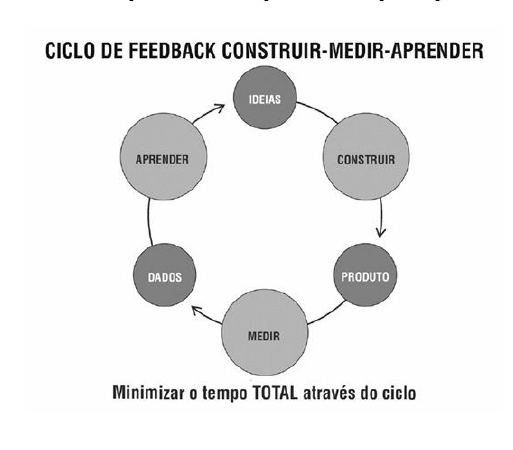 CICLO DE FEEDBACK CONSTRUIR-MEDIR-APRENDER
IDEIAS
APRENDER
CONSTRUIR
DADOS
PRODUTO
MEDIR
Minimizar o tempo TOTAL através do ciclo